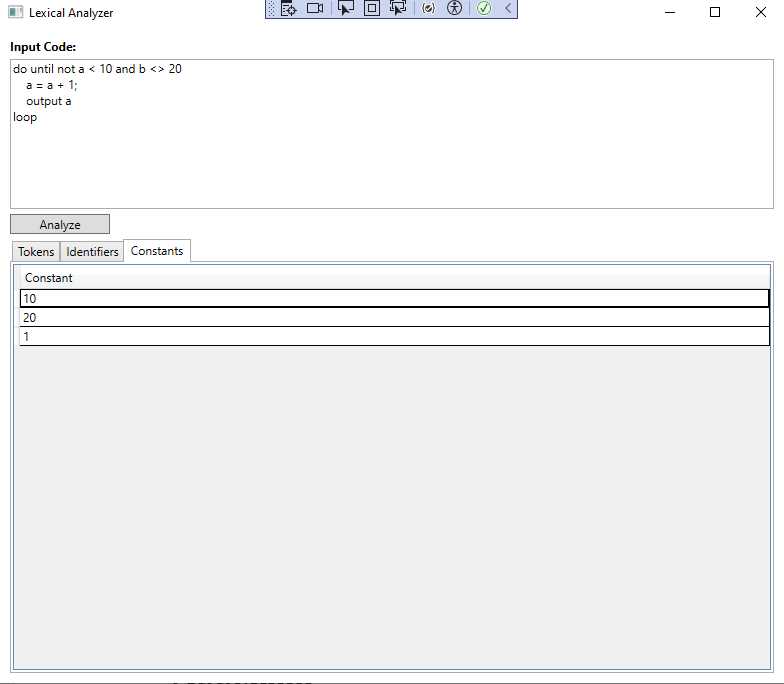 Lexical Analyzer
Input Code:
do until not a < 10 and b <> 20
    a = a + 1;
    output a
loop
Analyze
Tokens Identifiers Constants
Constant
10
20
1